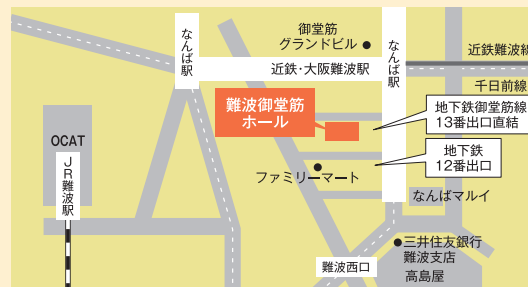 御堂筋
グランドビル
なんば駅
なんば駅
近鉄・大阪難波駅
近鉄難波線
千日前線
難波御堂筋
ホール
地下鉄御堂筋線
13番出口直結
地下鉄
12番出口
OCAT
JR難波駅
ファミリーマート
なんばマルイ
三井住友銀行
難波支店
高島屋
難波西口